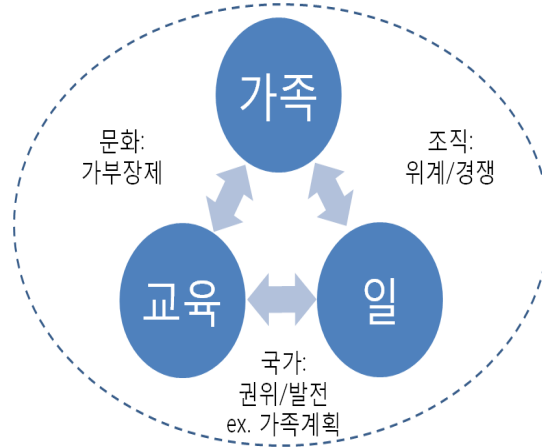 가족
문화:
가부장제
조직:
위계/경쟁
교육
일
국가:
권위/발전
ex. 가족계획